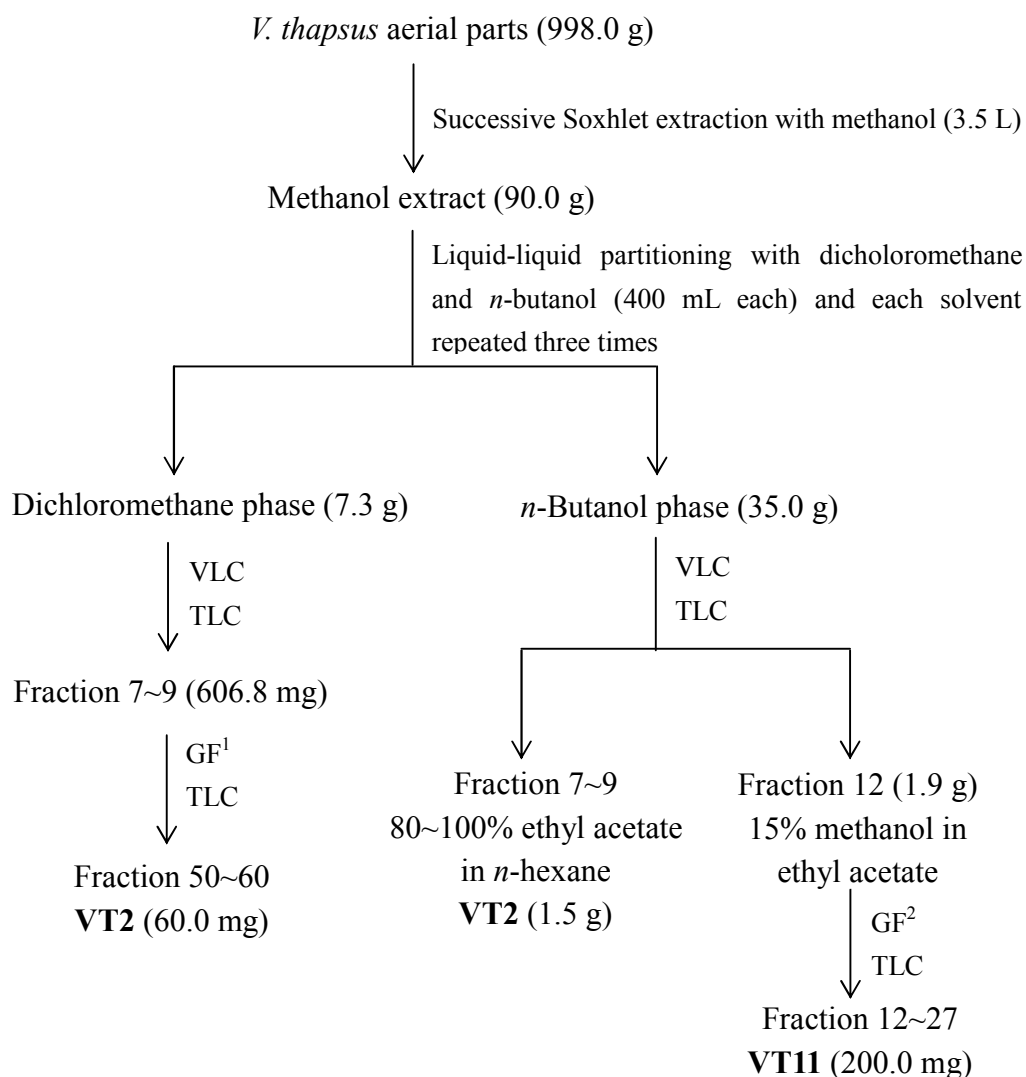 V. thapsus aerial parts (998.0 g)
Successive Soxhlet extraction with methanol (3.5 L)
Methanol extract (90.0 g)
Liquid-liquid partitioning with dicholoromethane
and n-butanol (400 mL each) and each solvent
repeated three times
Dichloromethane phase (7.3 g)
n-Butanol phase (35.0 g)
VLC
TLC
VLC
TLC
Fraction 7~9 (606.8 mg)
GF¹
TLC
Fraction 50~60
VT2 (60.0 mg)
Fraction 7~9
80~100% ethyl acetate
in n-hexane
VT2 (1.5 g)
Fraction 12 (1.9 g)
15% methanol in
ethyl acetate
GF²
TLC
Fraction 12~27
VT11 (200.0 mg)